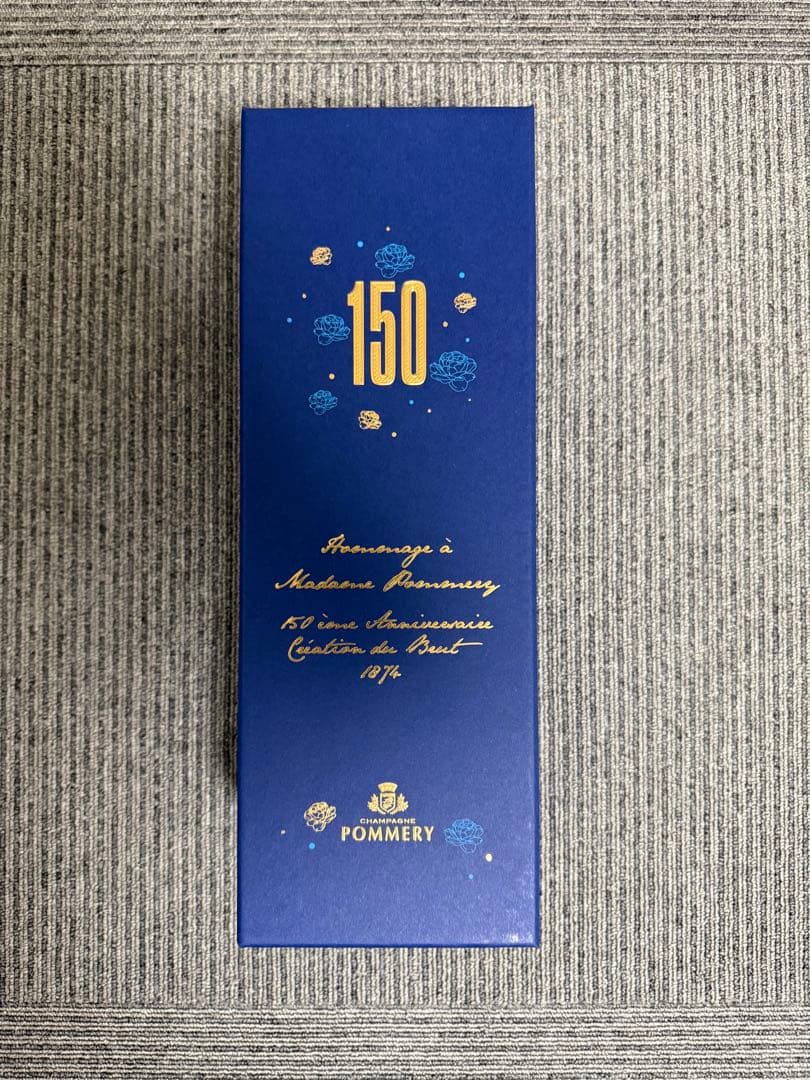 150
Hommage à
Madame Pommery
150 ème Anniversaire
Création du Brut
1874
CHAMPAGNE
POMMERY